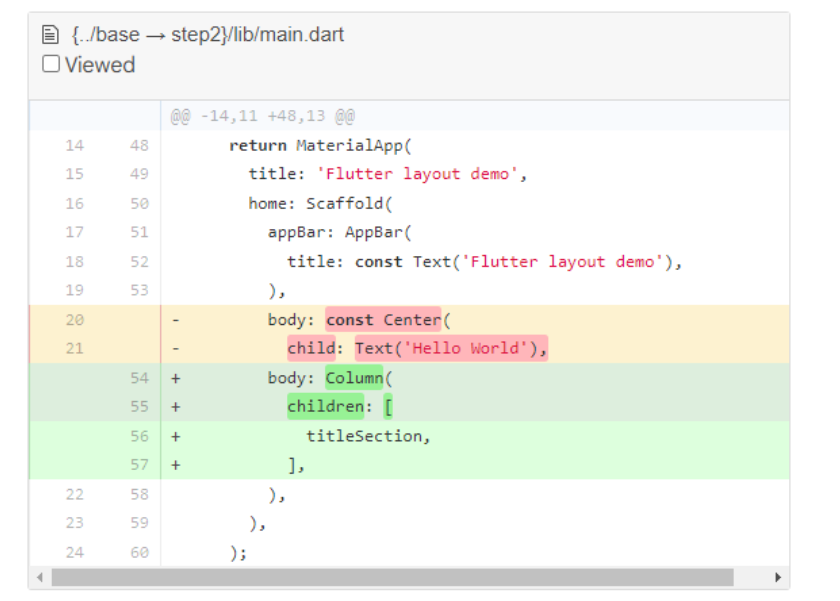 {../base → step2}/lib/main.dart
Viewed
@@ -14,11 +48,13 @@
14 48 return MaterialApp(
15 49 title: 'Flutter layout demo',
16 50 home: Scaffold(
17 51 appBar: AppBar(
18 52 title: const Text('Flutter layout demo'),
19 53 ),
20 - body: const Center(
21 - child: Text('Hello World'),
54 + body: Column(
55 + children: [
56 + titleSection,
57 + ],
22 58 ),
23 59 ),
24 60 );